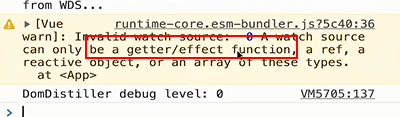 from WDS...
[Vue runtime-core.esm-bundler.js?5c40:36
warn]: Invalid watch source: 0 A watch source
can only be a getter/effect function, a ref, a
reactive object, or an array of these types.
at <App>
DomDistiller debug level: 0 VM5705:137
>